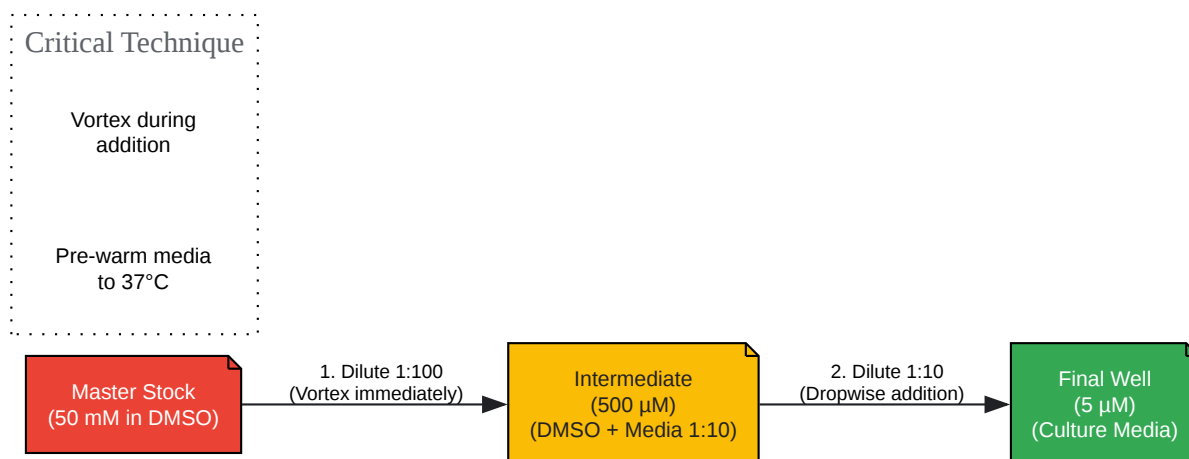 Critical Technique
Vortex during
addition
Pre-warm media
to 37°C
Master Stock
(50 mM in DMSO)
1. Dilute 1:100
(Vortex immediately)
Intermediate
(500 µM)
(DMSO + Media 1:10)
2. Dilute 1:10
(Dropwise addition)
Final Well
(5 µM)
(Culture Media)